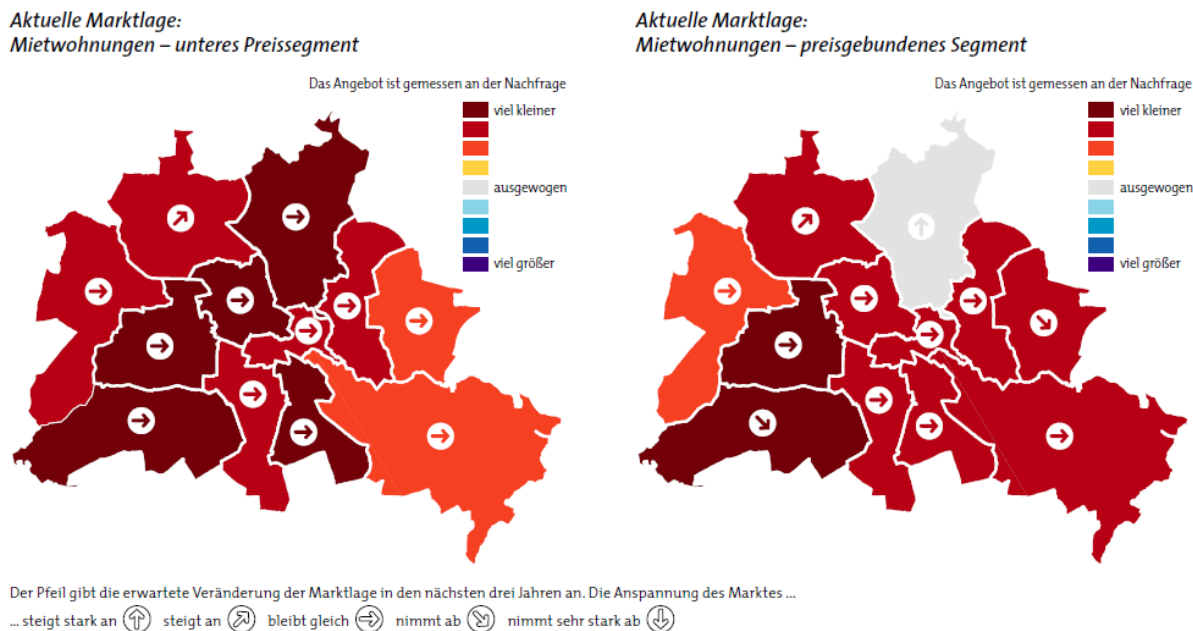 Aktuelle Marktlage:
Mietwohnungen – unteres Preissegment
Das Angebot ist gemessen an der Nachfrage
viel kleiner
ausgewogen
viel größer
Aktuelle Marktlage:
Mietwohnungen – preisgebundenes Segment
Das Angebot ist gemessen an der Nachfrage
viel kleiner
ausgewogen
viel größer
Der Pfeil gibt die erwartete Veränderung der Marktlage in den nächsten drei Jahren an. Die Anspannung des Marktes ...
... steigt stark an steigt an bleibt gleich nimmt ab nimmt sehr stark ab